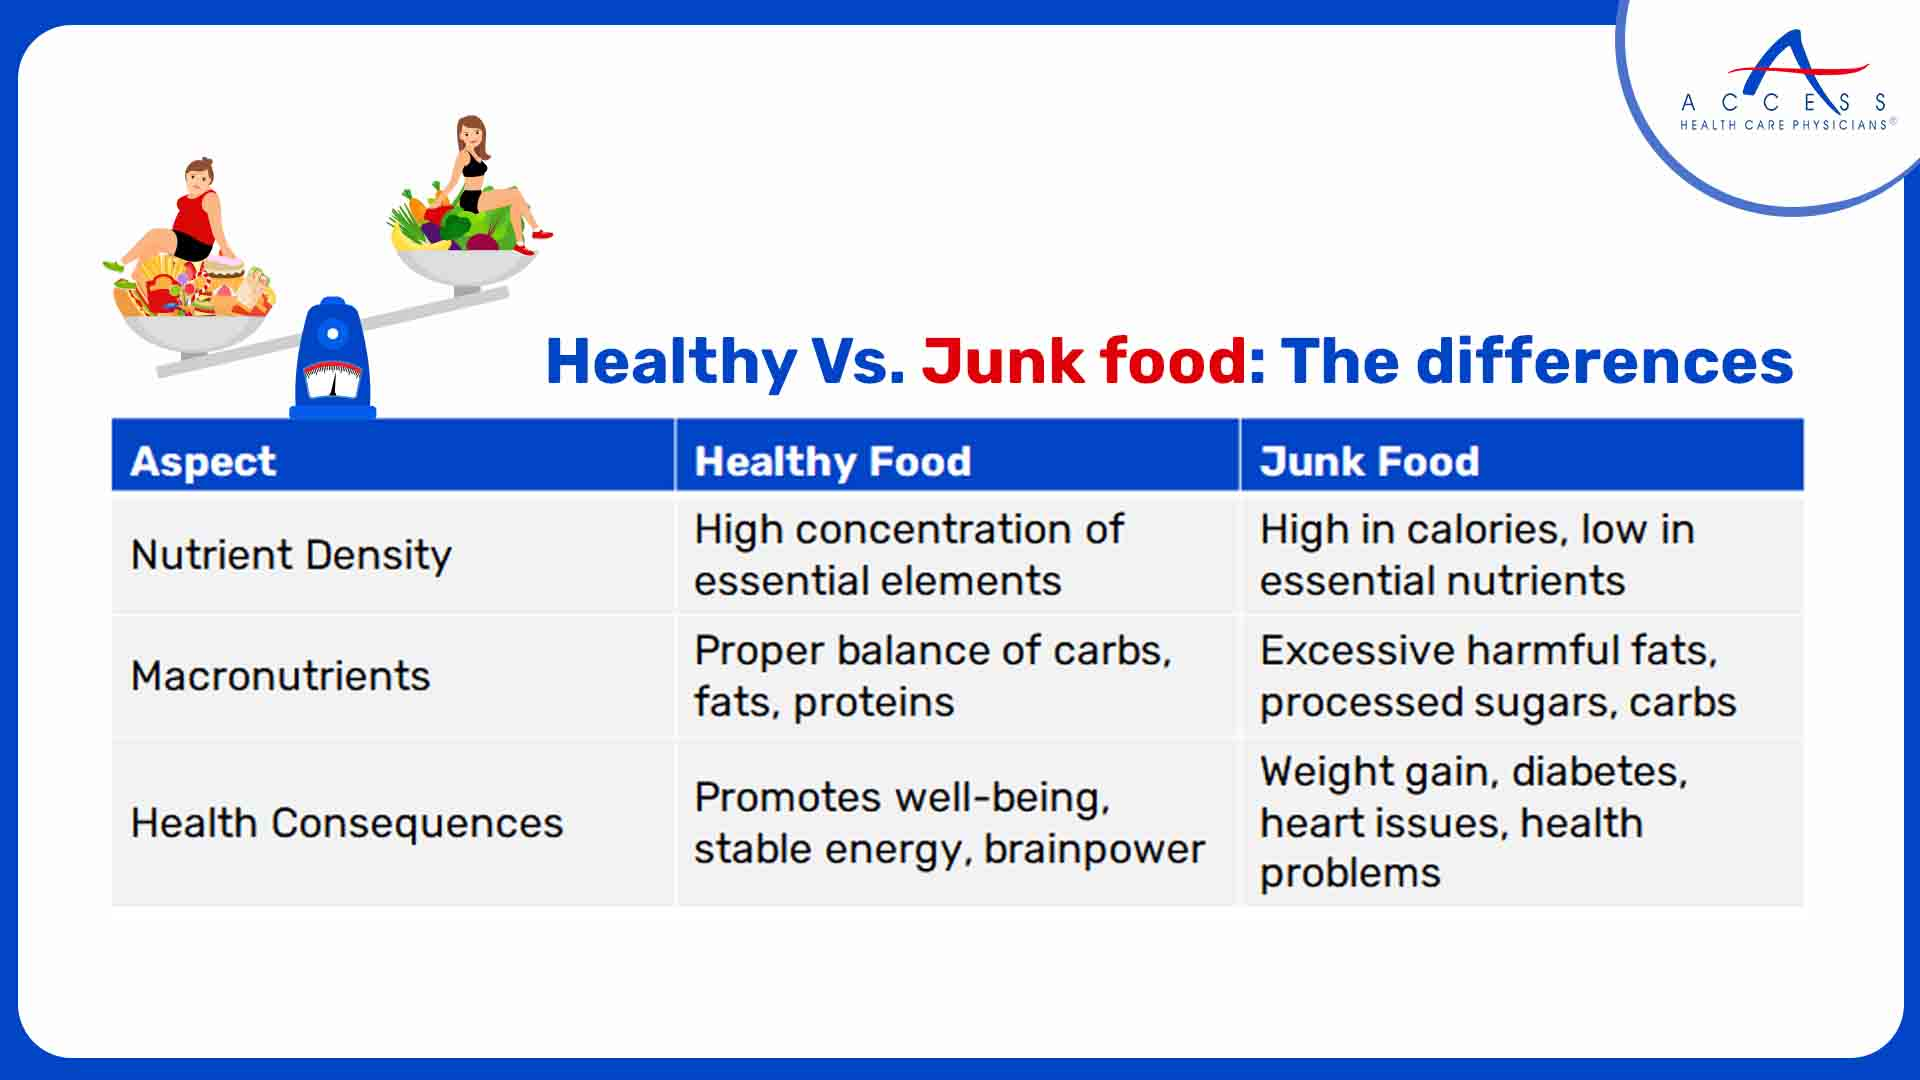 ACCESS
HEALTH CARE PHYSICIANS®
Healthy Vs. Junk food: The differences
Aspect
Healthy Food
Junk Food
Nutrient Density
High concentration of
essential elements
High in calories, low in
essential nutrients
Macronutrients
Proper balance of carbs,
fats, proteins
Excessive harmful fats,
processed sugars, carbs
Health Consequences
Promotes well-being,
stable energy, brainpower
Weight gain, diabetes,
heart issues, health
problems